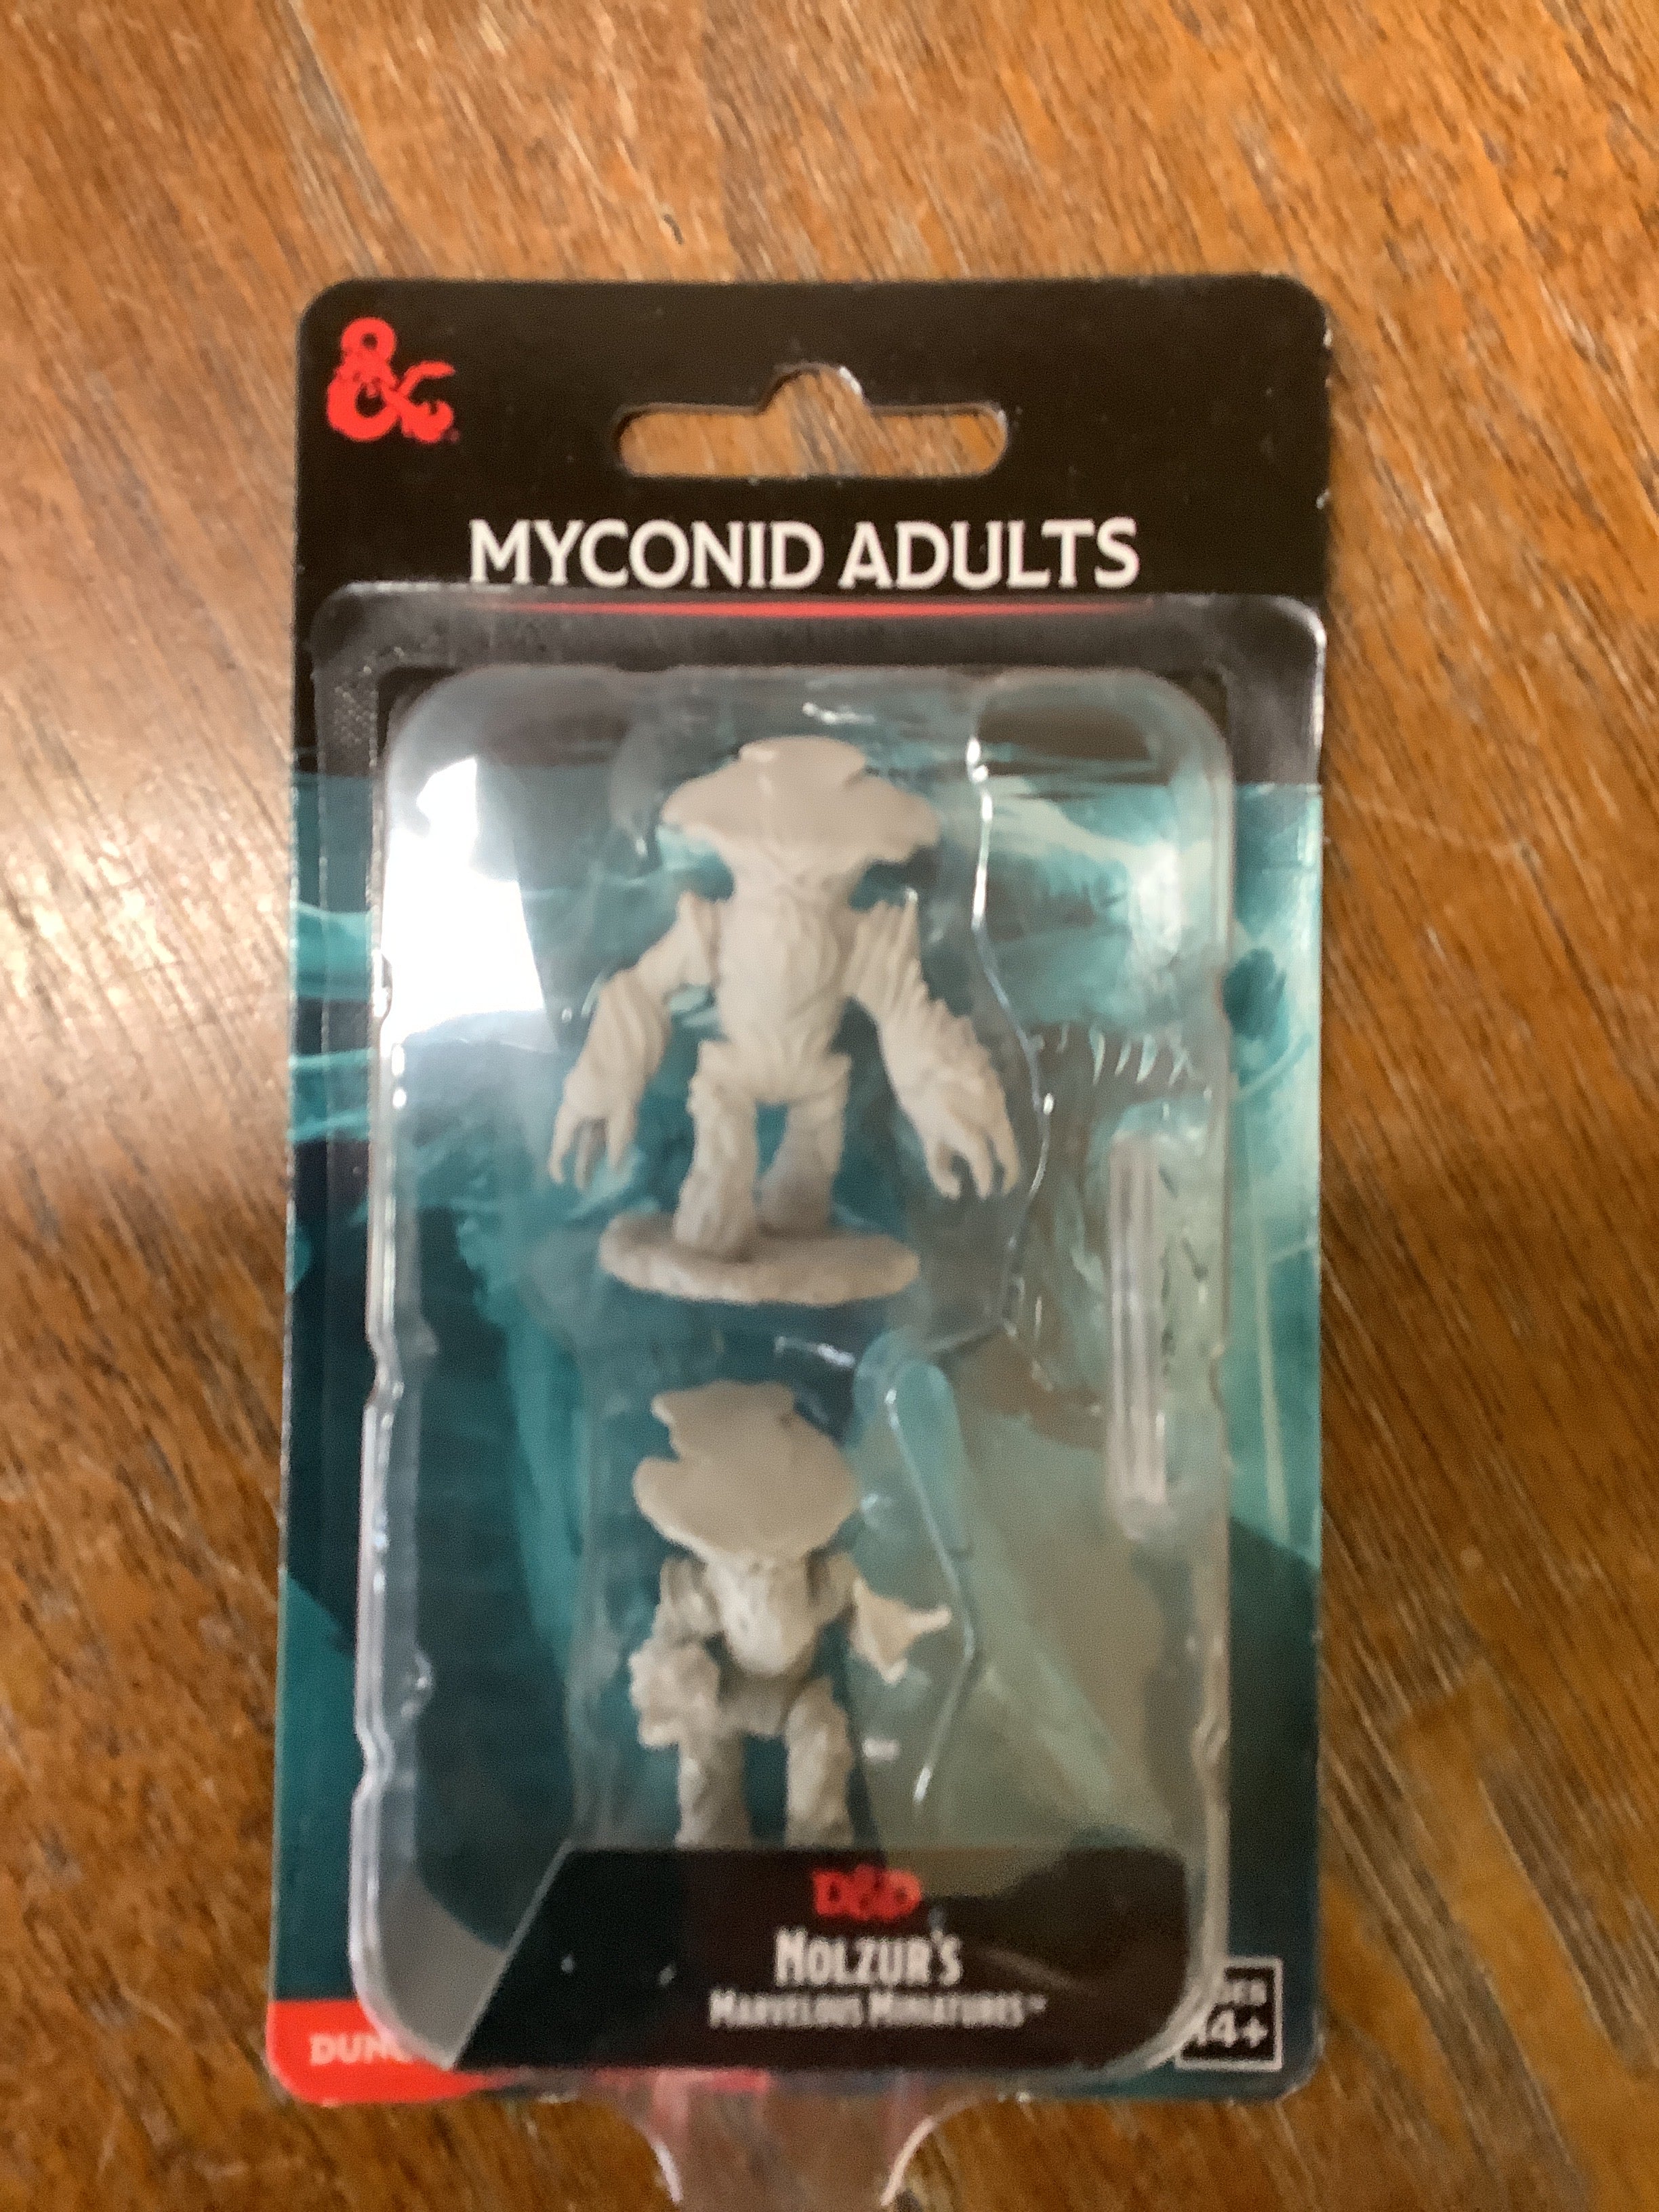 &
MYCONID ADULTS
D&D
NOLZUR'S
MARVELOUS MINIATURES™
14+